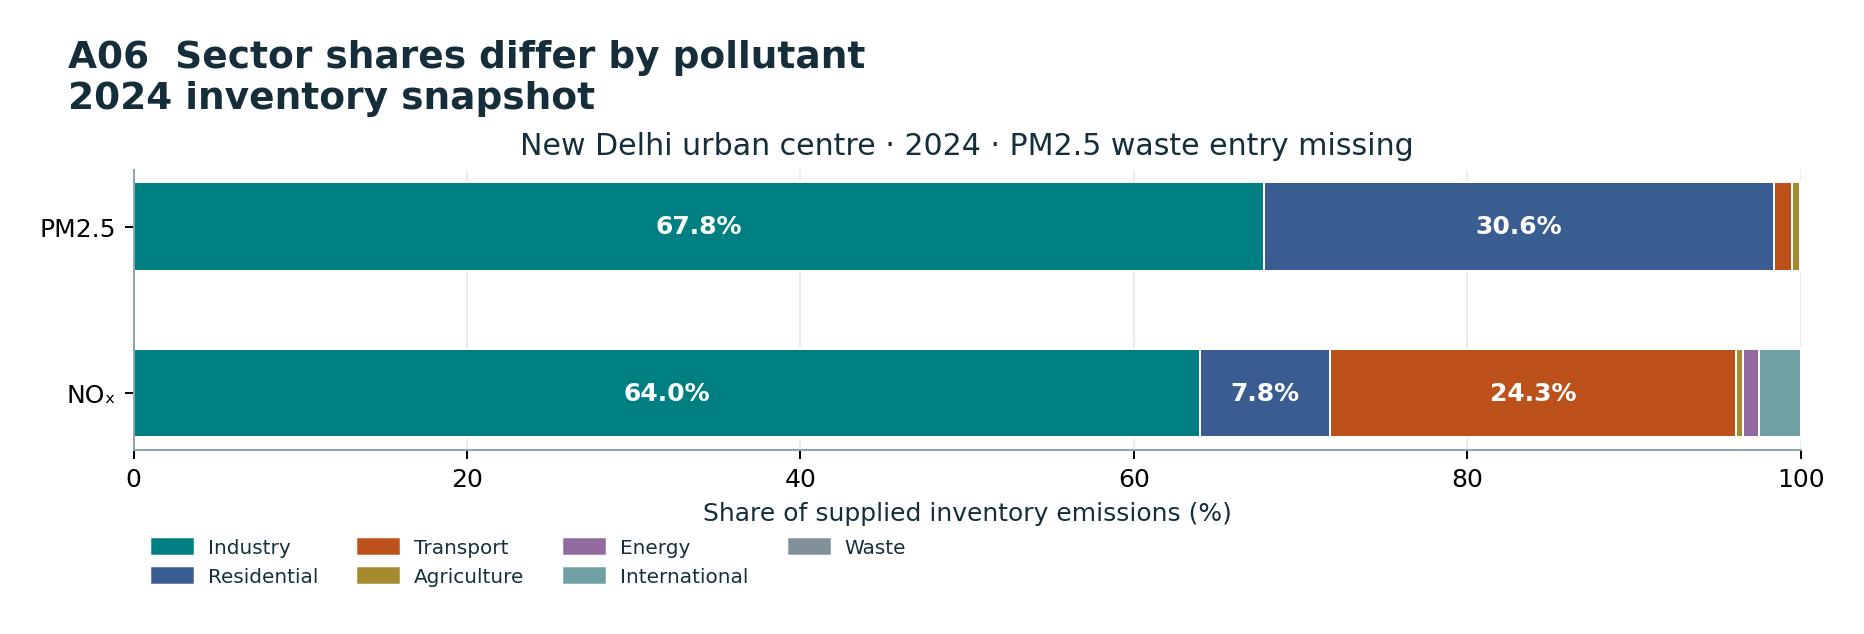 A06  Sector shares differ by pollutant
2024 inventory snapshot
New Delhi urban centre · 2024 · PM2.5 waste entry missing
PM2.5
67.8%
30.6%
NOₓ
64.0%
7.8%
24.3%
0
20
40
60
80
100
Share of supplied inventory emissions (%)
Industry
Transport
Energy
Waste
Residential
Agriculture
International